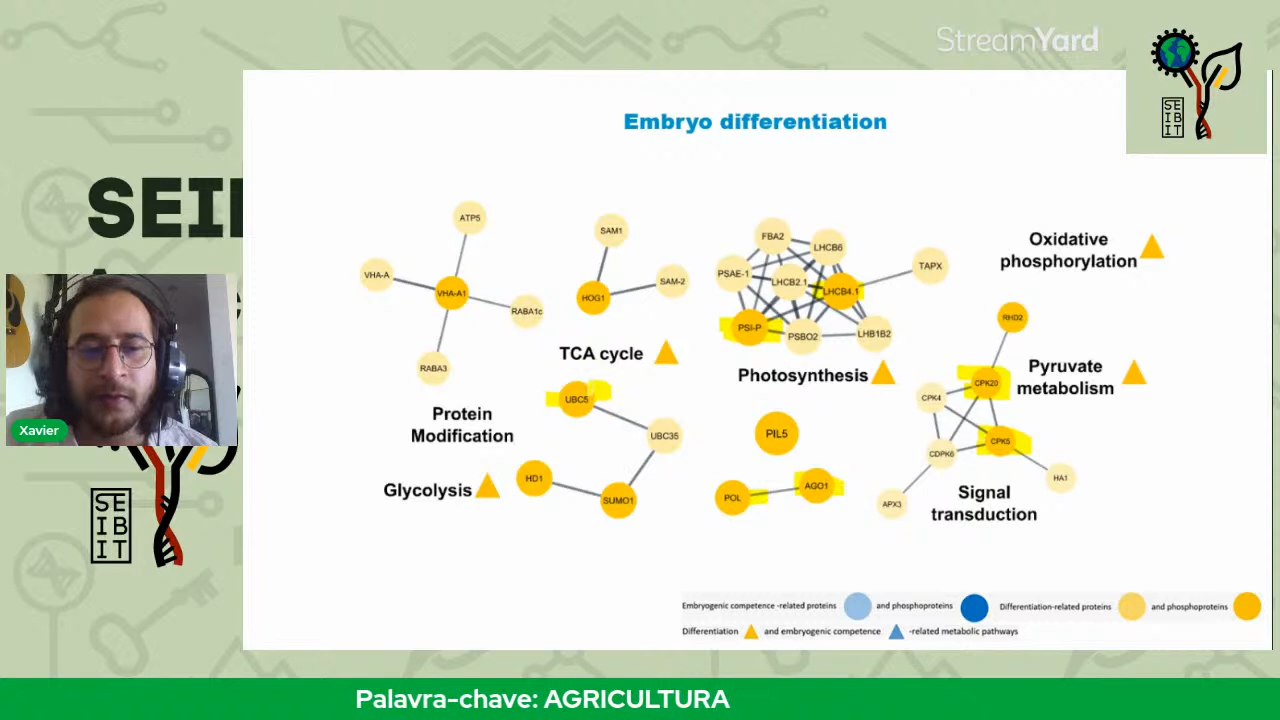 StreamYard
SE
IB
IT
SEIB
Embryo differentiation
ATP5
VHA-A
VHA-A1
RABA1c
RABA3
Protein
Modification
Glycolysis
SAM1
SAM-2
HOG1
TCA cycle
UBC5
UBC35
HD1
SUMO1
FBA2
LHCB6
PSAE-1
LHCB2.1
LHCB4.1
TAPX
PSI-P
PSBO2
LHB1B2
Photosynthesis
PIL5
POL
AGO1
Oxidative
phosphorylation
RHD2
Pyruvate
metabolism
CPK20
CPK4
CPK5
CDPK6
HA1
APX3
Signal
transduction
Embryogenic competence -related proteins and phosphoproteins Differentiation-related proteins and phosphoproteins
Differentiation and embryogenic competence -related metabolic pathways
Xavier
SE
IB
IT
Palavra-chave: AGRICULTURA